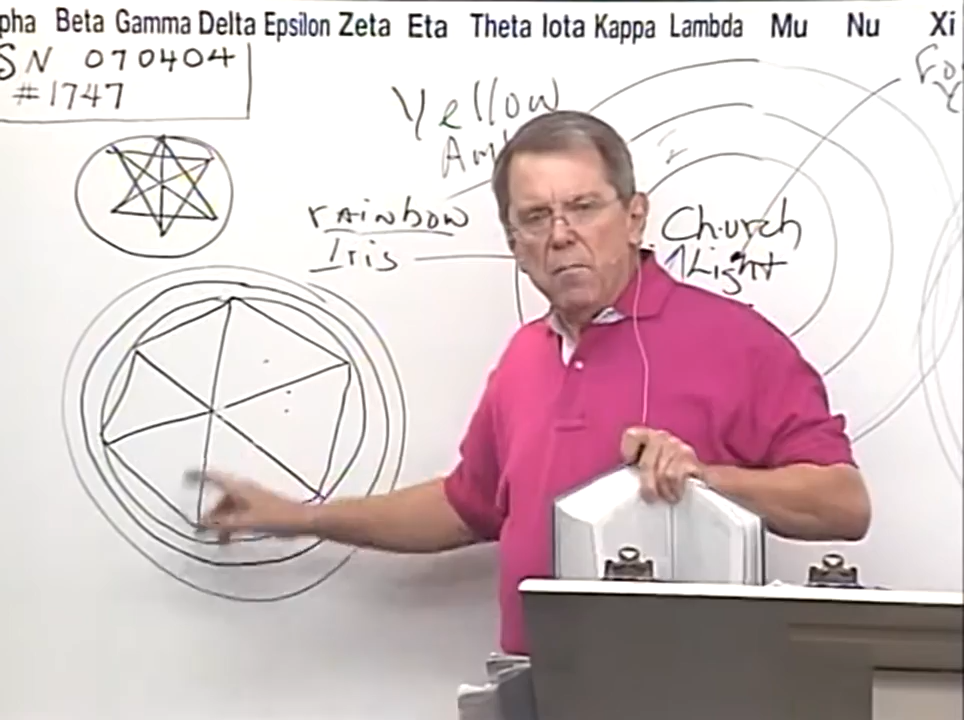 pha Beta Gamma Delta Epsilon Zeta Eta Theta Iota Kappa Lambda Mu Nu Xi
SN 070404
#1747
Yellow
rAinbow
Iris
Church
Light